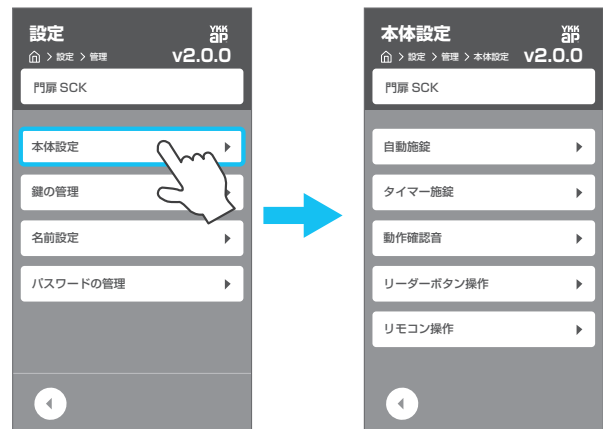 設定
YKK
ap
設定 > 管理
v2.0.0
門扉 SCK
本体設定
鍵の管理
名前設定
パスワードの管理
本体設定
YKK
ap
設定 > 管理 > 本体設定
v2.0.0
門扉 SCK
自動施錠
タイマー施錠
動作確認音
リーダーボタン操作
リモコン操作